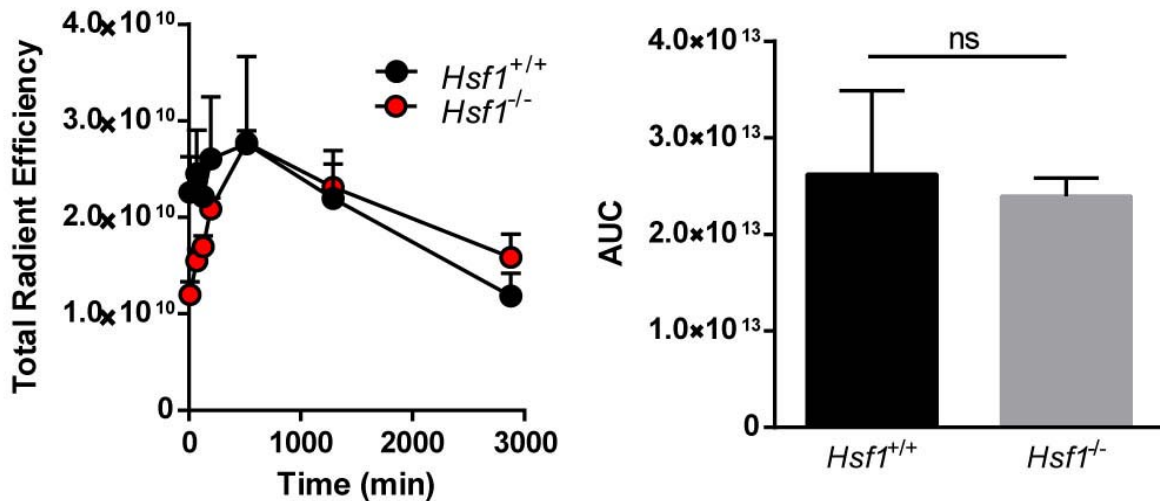 Total Radient Efficiency
4.0×10¹⁰
3.0×10¹⁰
2.0×10¹⁰
1.0×10¹⁰
0
0 1000 2000 3000
Time (min)
Hsf1⁺/⁺
Hsf1⁻/⁻
AUC
4.0×10¹³
3.0×10¹³
2.0×10¹³
1.0×10¹³
0
ns
Hsf1⁺/⁺ Hsf1⁻/⁻